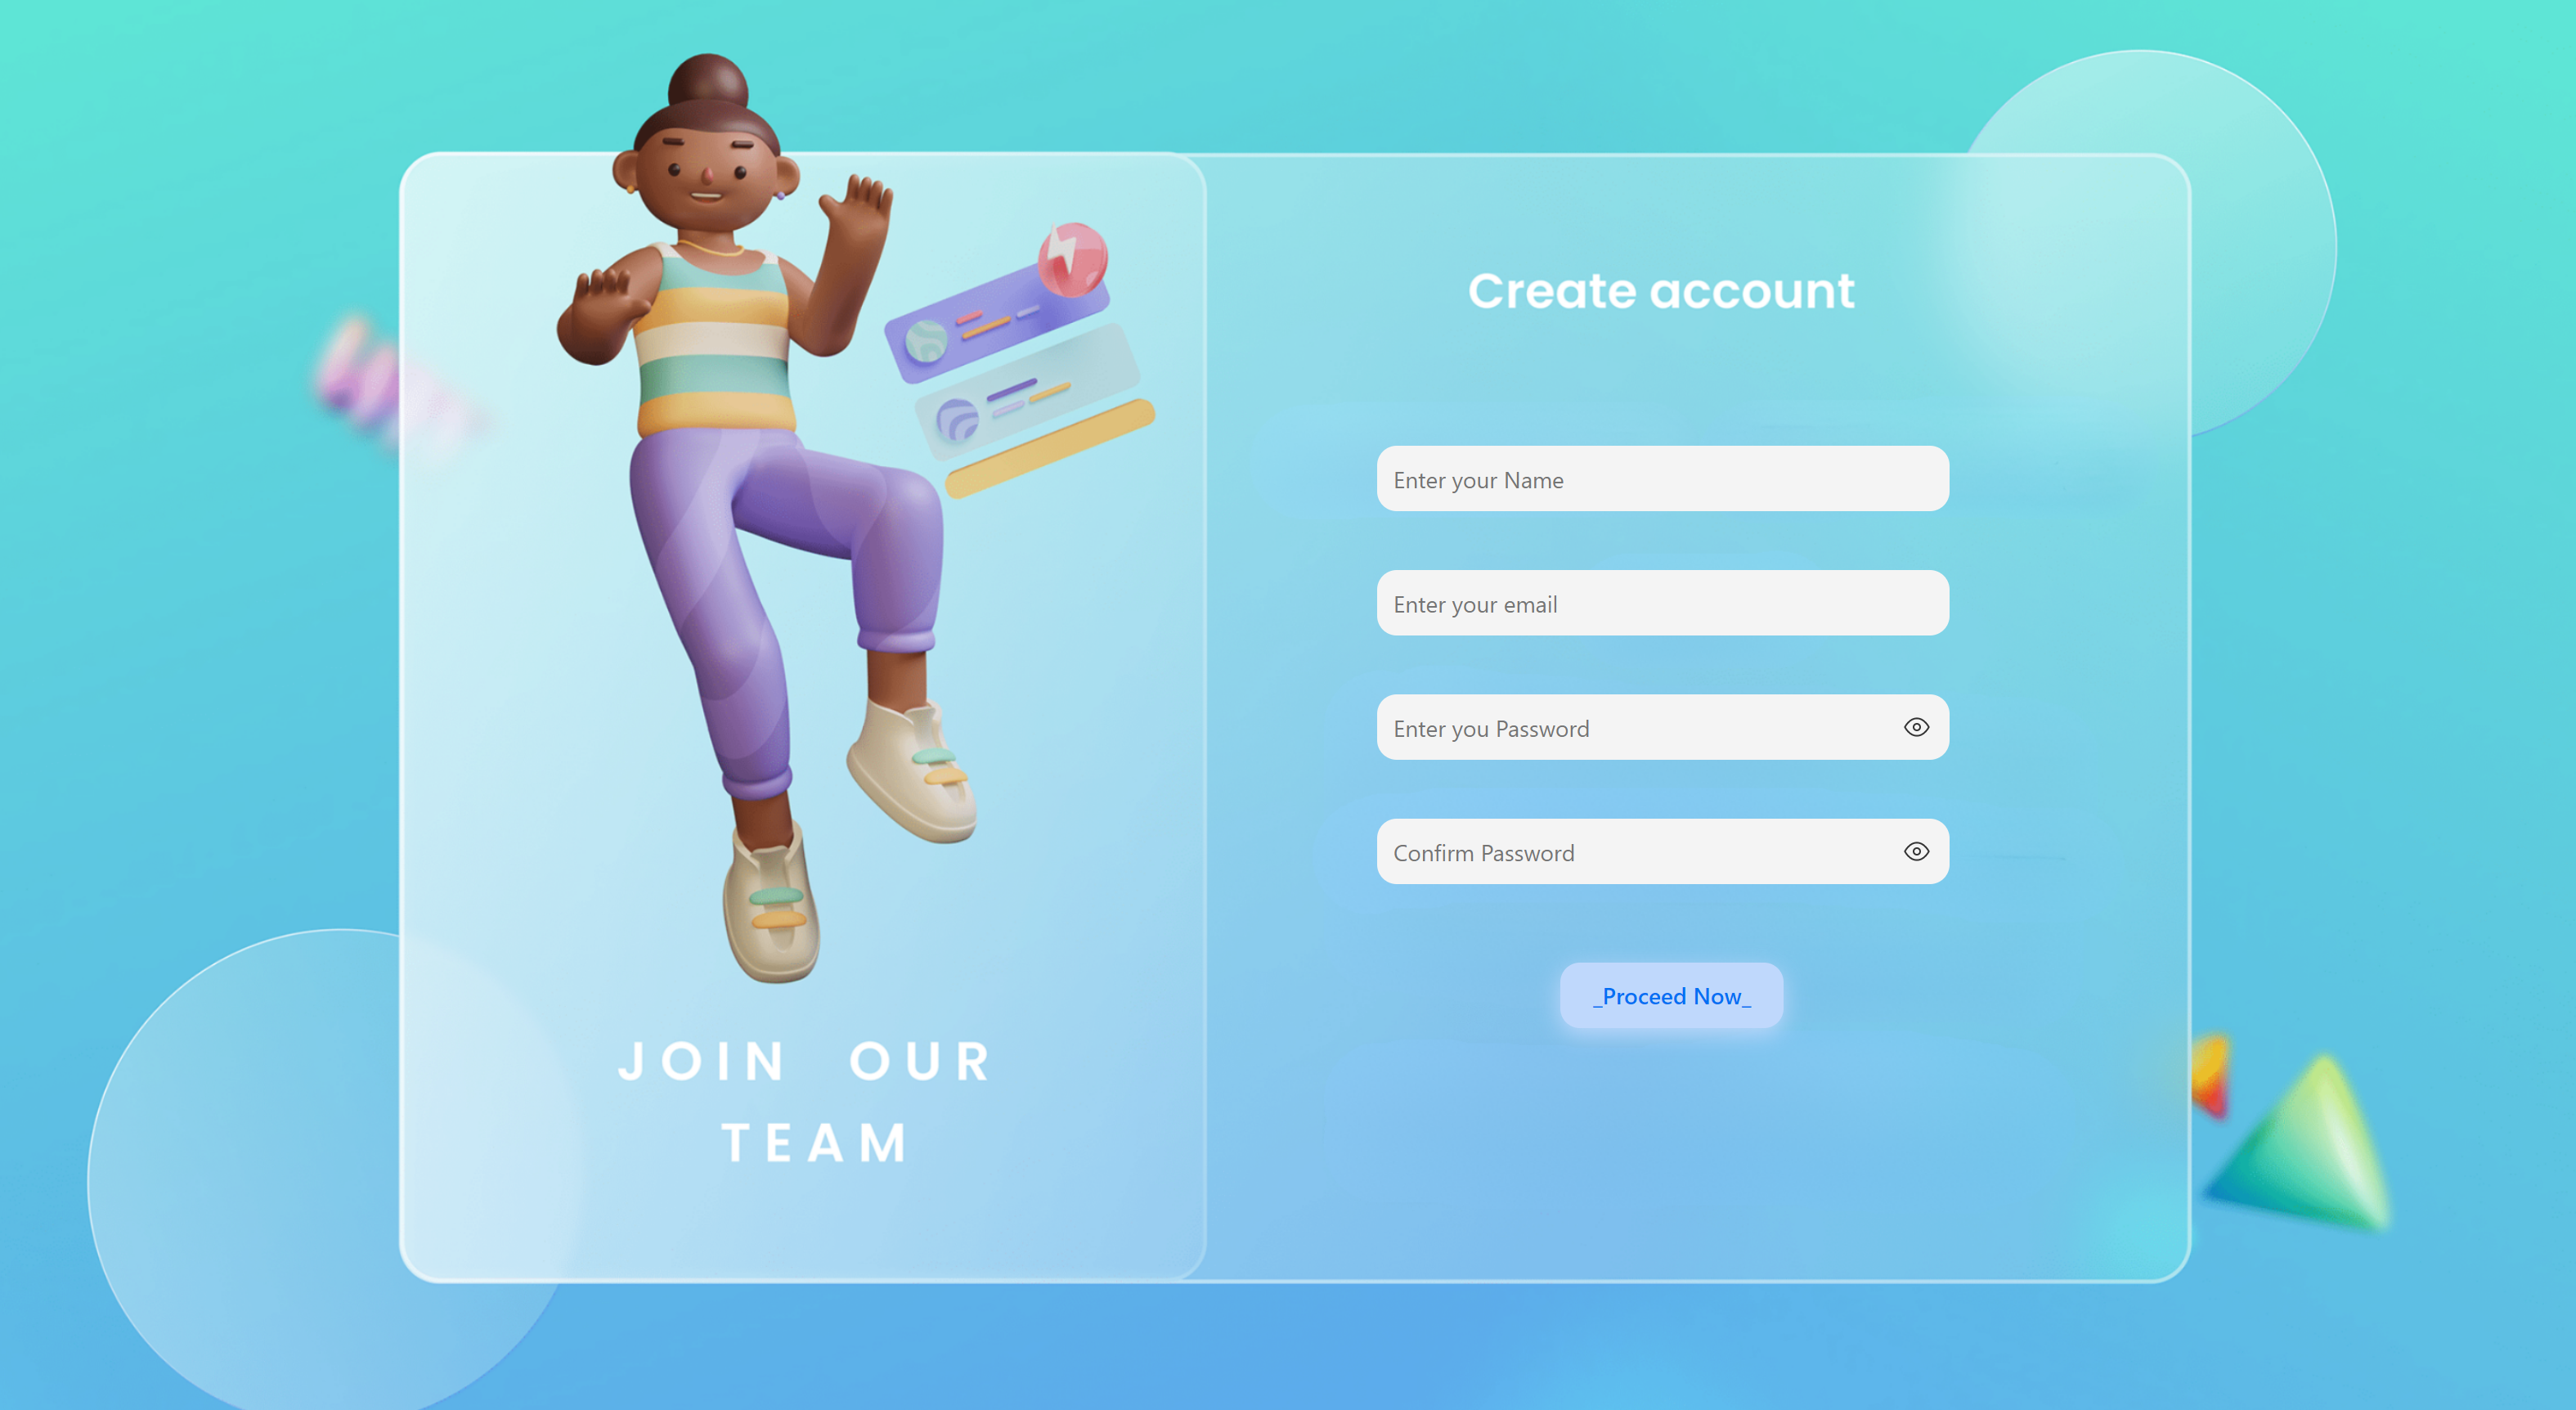 Create account
Enter your Name
Enter your email
Enter you Password
Confirm Password
_Proceed Now_
JOIN OUR
TEAM